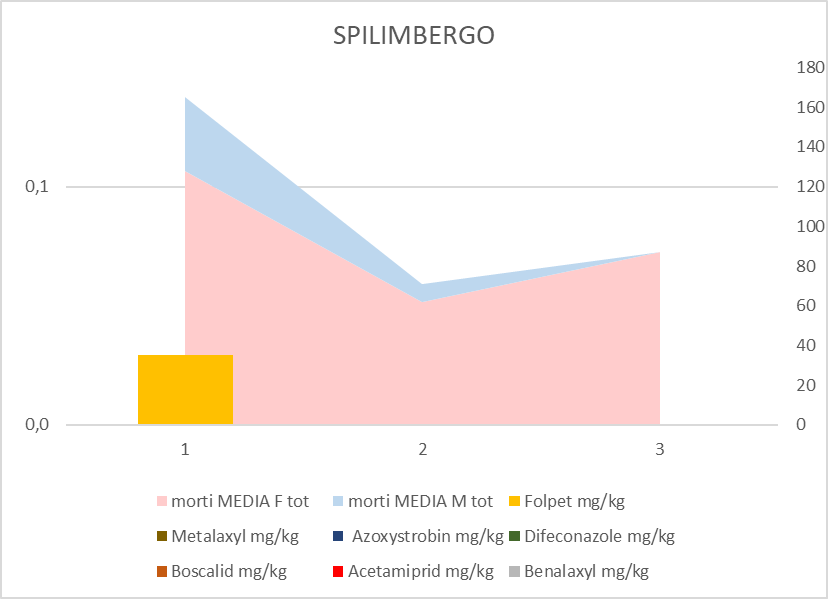 SPILIMBERGO
180
160
140
0,1 120
100
80
60
40
20
0,0 0
1 2 3
morti MEDIA F tot morti MEDIA M tot Folpet mg/kg
Metalaxyl mg/kg Azoxystrobin mg/kg Difeconazole mg/kg
Boscalid mg/kg Acetamiprid mg/kg Benalaxyl mg/kg